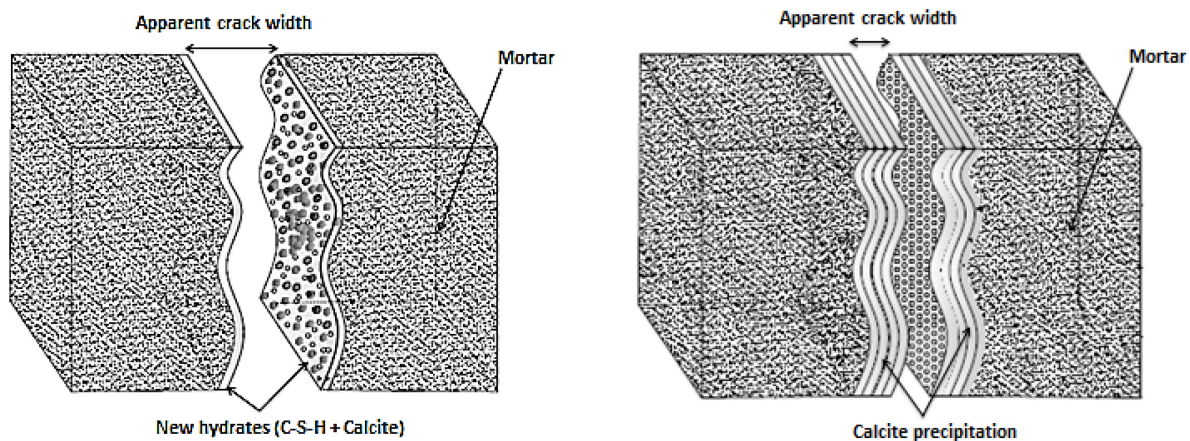 Apparent crack width
Mortar
New hydrates (C-S-H + Calcite)
Apparent crack width
Mortar
Calcite precipitation